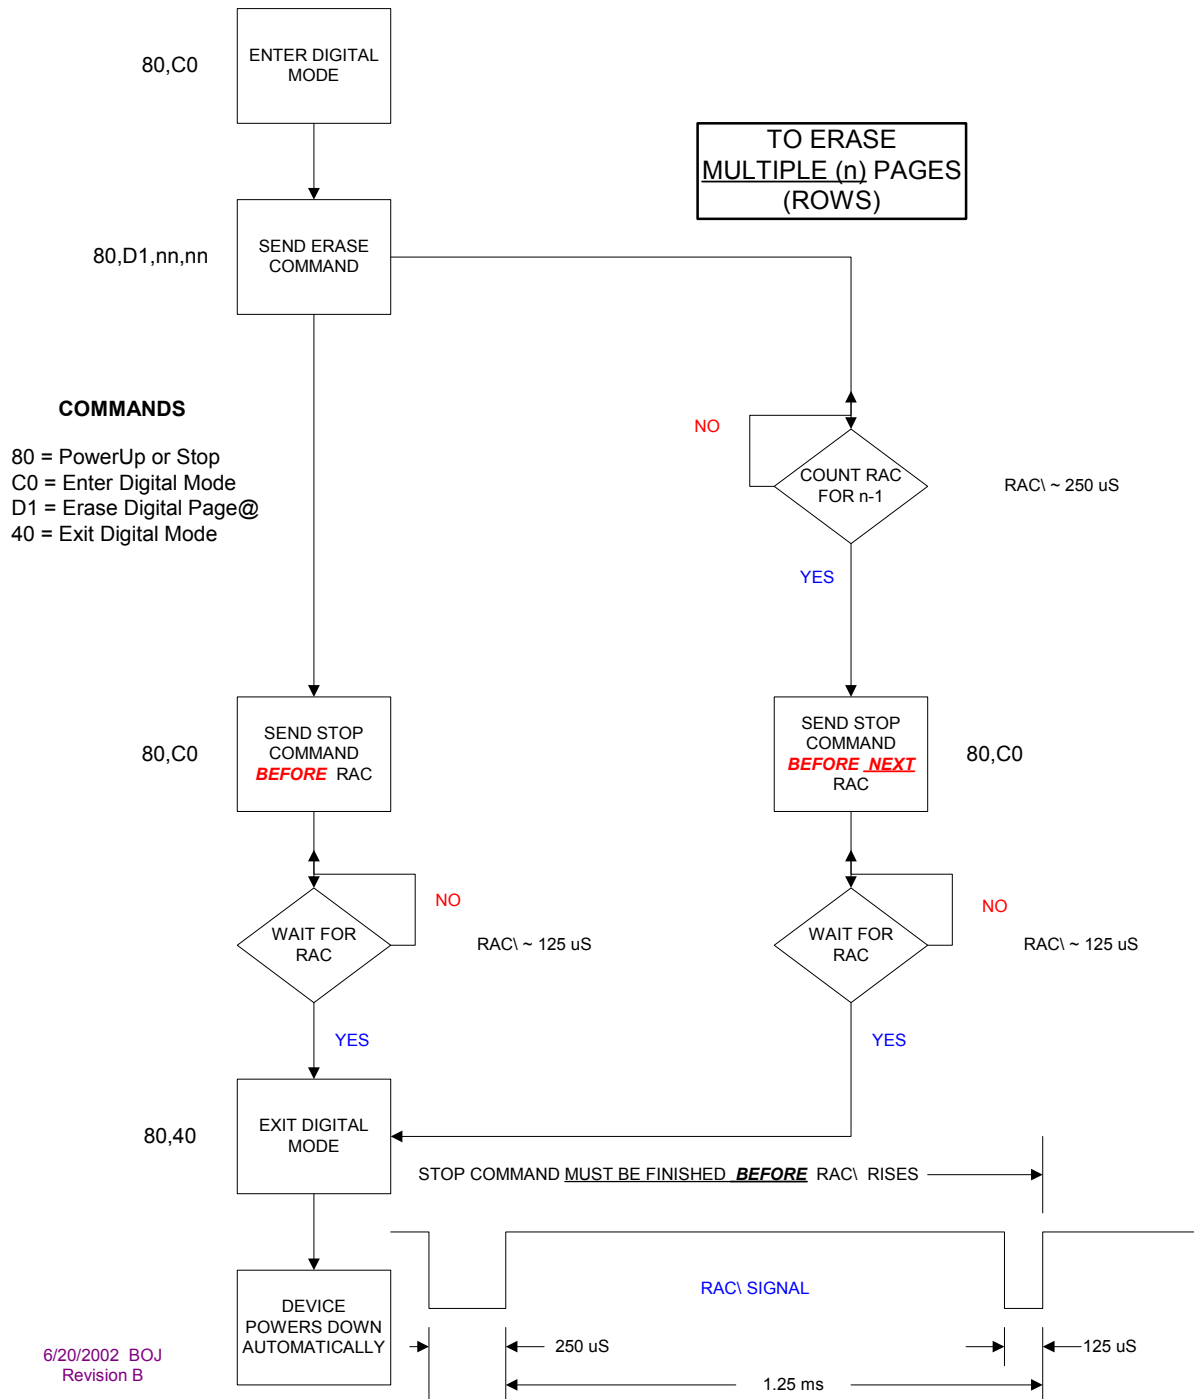 80,C0
ENTER DIGITAL
MODE
TO ERASE
MULTIPLE (n) PAGES
(ROWS)
80,D1,nn,nn
SEND ERASE
COMMAND
COMMANDS
80 = PowerUp or Stop
C0 = Enter Digital Mode
D1 = Erase Digital Page@
40 = Exit Digital Mode
NO
COUNT RAC
FOR n-1
RAC\ ~ 250 uS
YES
80,C0
SEND STOP
COMMAND
BEFORE RAC
SEND STOP
COMMAND
BEFORE NEXT
RAC
80,C0
NO
WAIT FOR
RAC
RAC\ ~ 125 uS
YES
NO
WAIT FOR
RAC
RAC\ ~ 125 uS
YES
80,40
EXIT DIGITAL
MODE
STOP COMMAND MUST BE FINISHED BEFORE RAC\ RISES
DEVICE
POWERS DOWN
AUTOMATICALLY
RAC\ SIGNAL
250 uS
125 uS
1.25 ms
6/20/2002 BOJ
Revision B